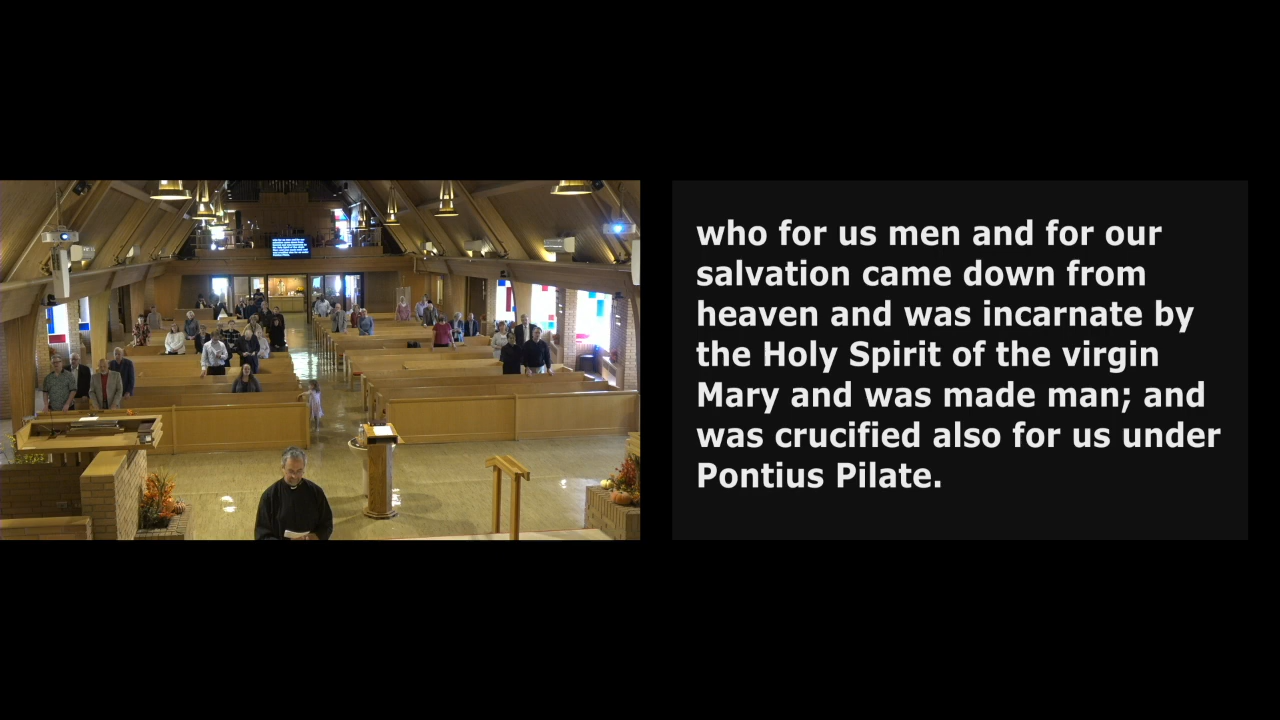 who for us men and for our
salvation came down from
heaven and was incarnate by
the Holy Spirit of the virgin
Mary and was made man; and
was crucified also for us under
Pontius Pilate.